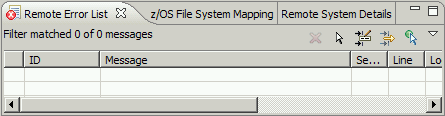 Remote Error List z/OS File System Mapping Remote System Details
Filter matched 0 of 0 messages
ID Message Se... Line Lo